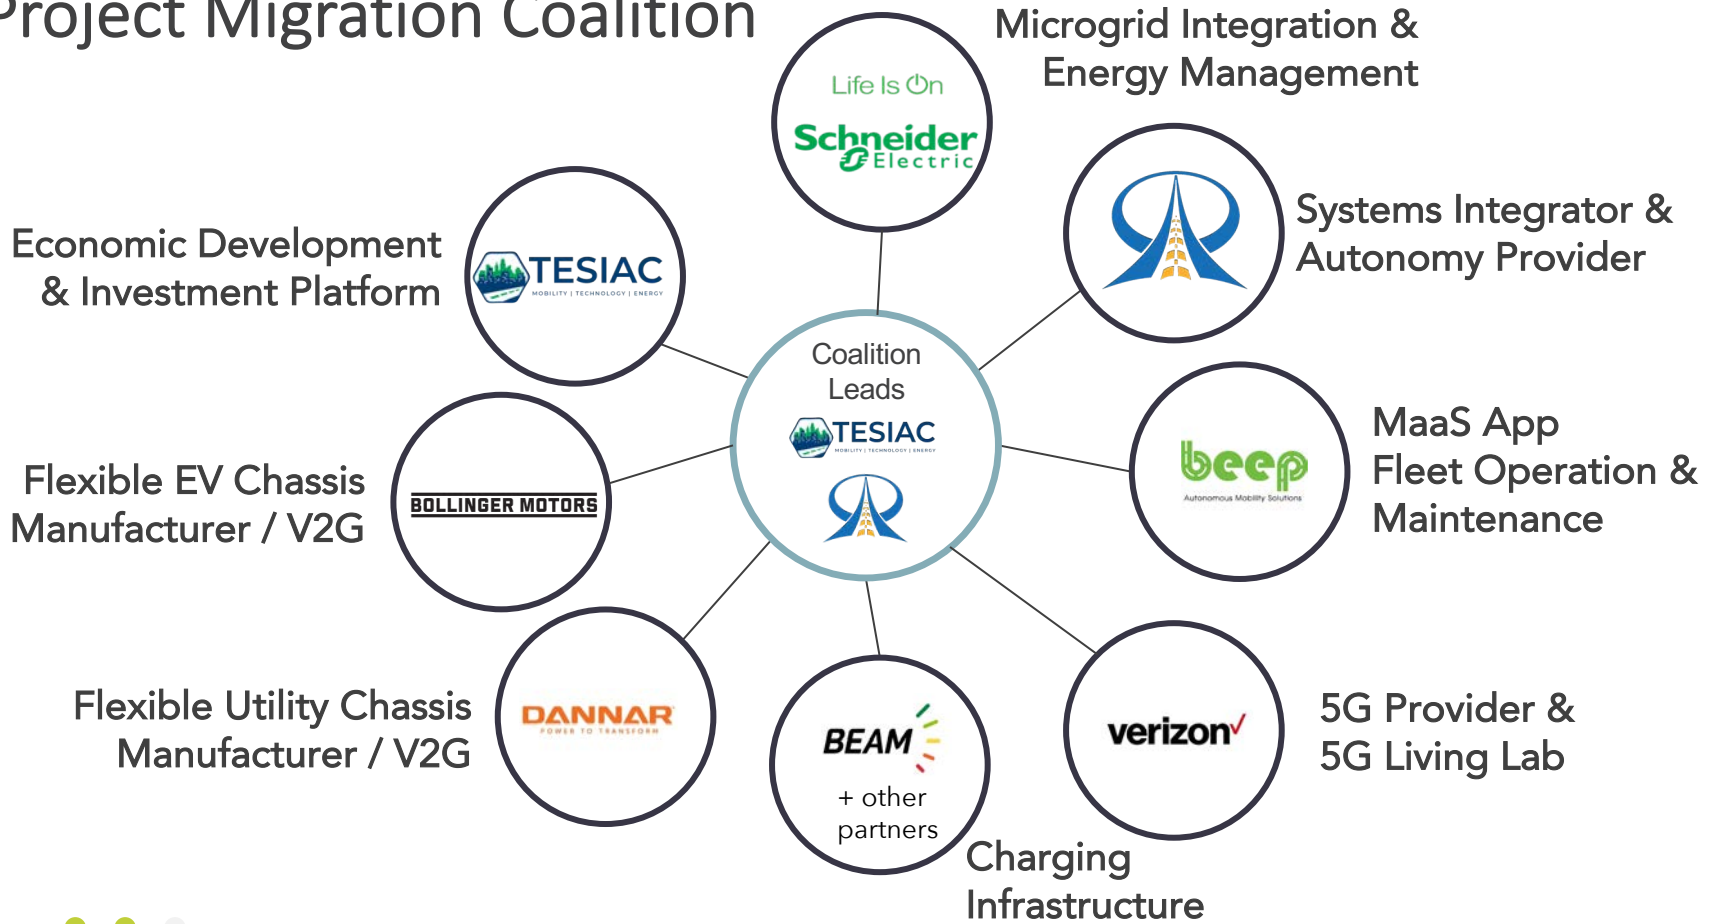 Project Migration Coalition
Microgrid Integration &
Energy Management
Life Is On
Schneider
Electric
Systems Integrator &
Autonomy Provider
Economic Development
& Investment Platform
TESIAC
MOBILITY | TECHNOLOGY | ENERGY
Coalition
Leads
TESIAC
MOBILITY | TECHNOLOGY | ENERGY
beep
Autonomous Mobility Solutions
MaaS App
Fleet Operation &
Maintenance
Flexible EV Chassis
Manufacturer / V2G
BOLLINGER MOTORS
Flexible Utility Chassis
Manufacturer / V2G
DANNAR
POWER TO TRANSFORM
BEAM
+ other
partners
Charging
Infrastructure
verizon
5G Provider &
5G Living Lab